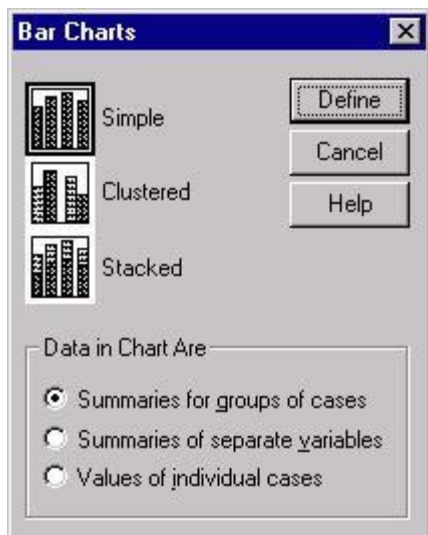 Bar Charts
Simple
Clustered
Stacked
Define
Cancel
Help
Data in Chart Are
Summaries for groups of cases
Summaries of separate variables
Values of individual cases